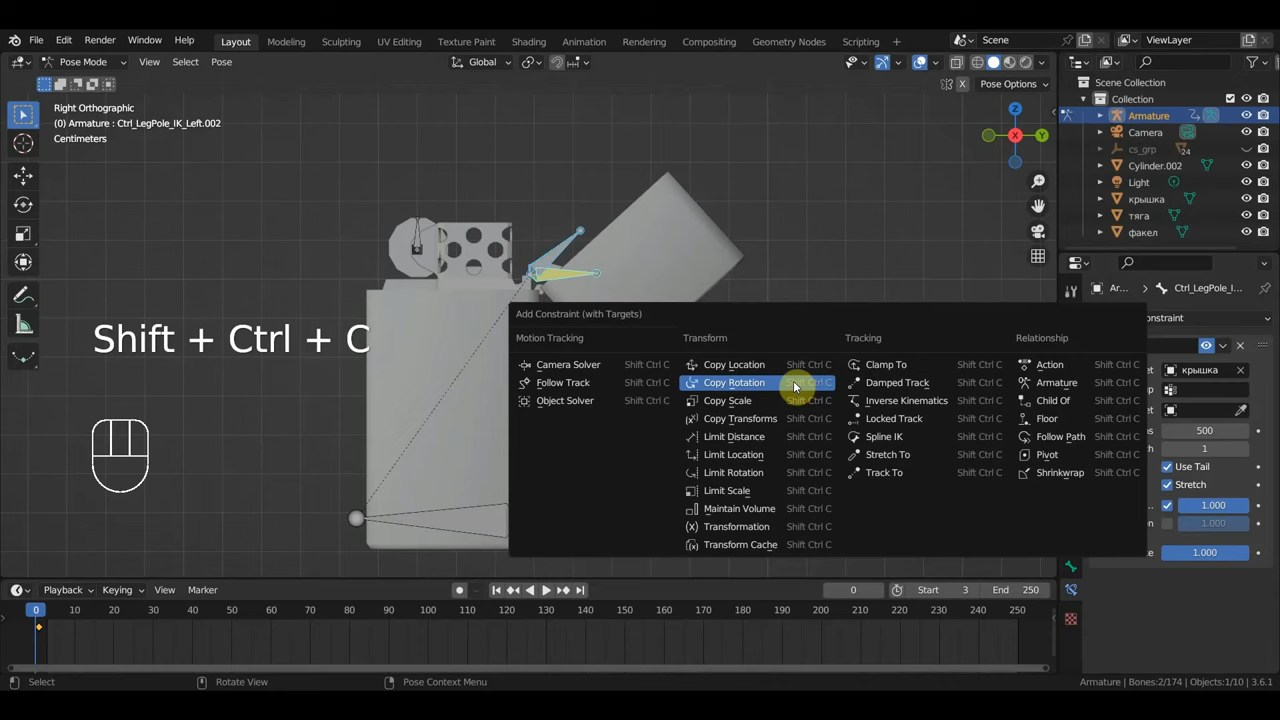 File Edit Render Window Help Layout Modeling Sculpting UV Editing Texture Paint Shading Animation Rendering Compositing Geometry Nodes Scripting + Scene ViewLayer
Pose Mode View Select Pose Global X Pose Options
Right Orthographic
(0) Armature : Ctrl_LegPole_IK_Left.002
Centimeters
Z
X
Y
Scene Collection
Collection
Armature
Camera
cs_grp 24
Cylinder.002
Light
крышка
тяга
факел
Ar... Ctrl_LegPole_I...
onstraint
крышка
et
ns 500
1
Use Tail
Stretch
1.000
on 1.000
e 1.000
Shift + Ctrl + C
Add Constraint (with Targets)
Motion Tracking
Camera Solver Shift Ctrl C
Follow Track Shift Ctrl C
Object Solver Shift Ctrl C
Transform
Copy Location Shift Ctrl C
Copy Rotation Shift Ctrl C
Copy Scale Shift Ctrl C
Copy Transforms Shift Ctrl C
Limit Distance Shift Ctrl C
Limit Location Shift Ctrl C
Limit Rotation Shift Ctrl C
Limit Scale Shift Ctrl C
Maintain Volume Shift Ctrl C
Transformation Shift Ctrl C
Transform Cache Shift Ctrl C
Tracking
Clamp To Shift Ctrl C
Damped Track Shift Ctrl C
Inverse Kinematics Shift Ctrl C
Locked Track Shift Ctrl C
Spline IK Shift Ctrl C
Stretch To Shift Ctrl C
Track To Shift Ctrl C
Relationship
Action Shift Ctrl C
Armature Shift Ctrl C
Child Of Shift Ctrl C
Floor Shift Ctrl C
Follow Path Shift Ctrl C
Pivot Shift Ctrl C
Shrinkwrap Shift Ctrl C
Playback Keying View Marker 0 Start 3 End 250
0 10 20 30 40 50 60 70 80 90 100 110 120 130 140 150 160 170 180 190 200 210 220 230 240 250
Select Rotate View Pose Context Menu Armature | Bones:2/174 | Objects:1/10 | 3.6.1